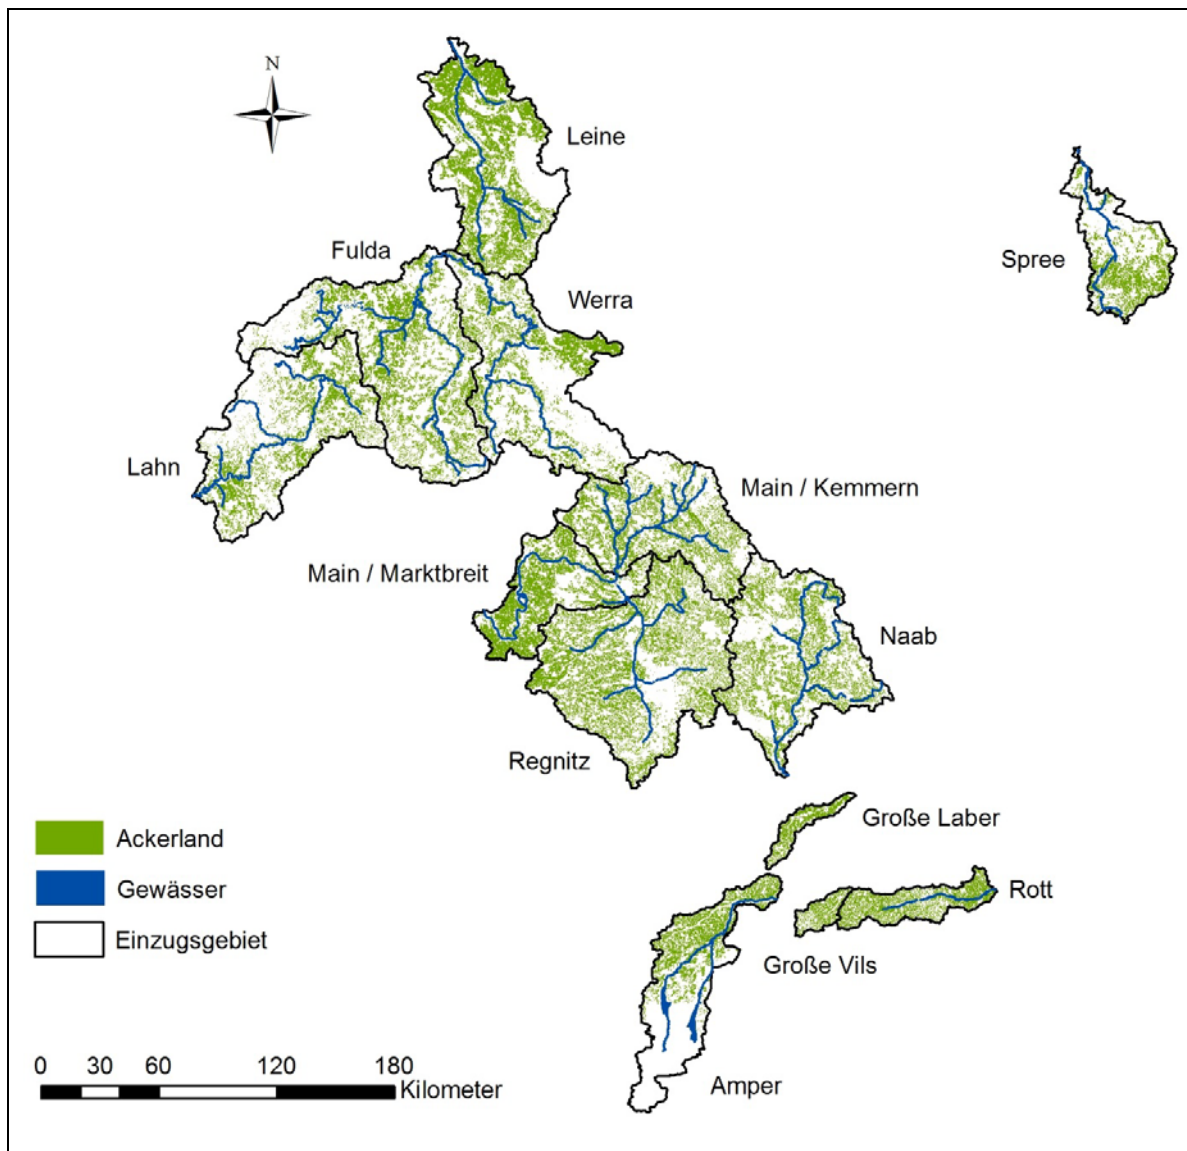 N
Leine
Fulda
Spree
Werra
Lahn
Main / Kemmern
Main / Marktbreit
Naab
Regnitz
Große Laber
Ackerland
Gewässer
Rott
Einzugsgebiet
Große Vils
0 30 60 120 180
Kilometer
Amper